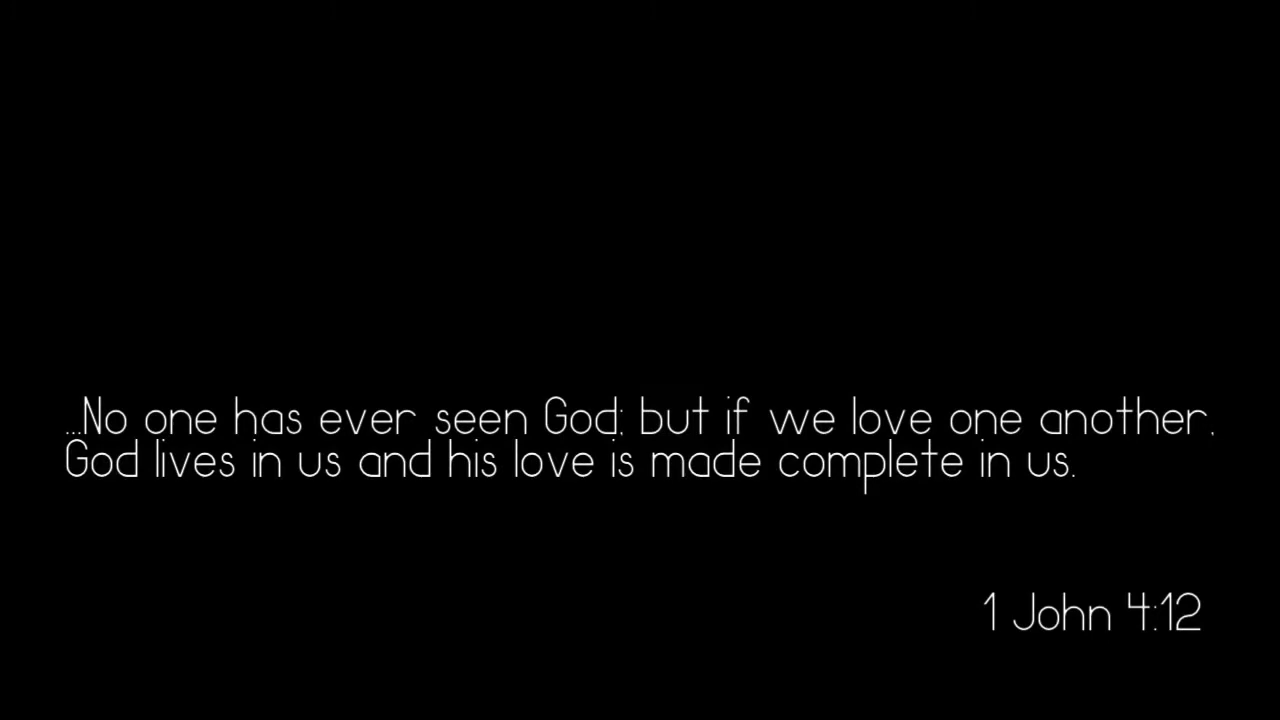 ...No one has ever seen God; but if we love one another,
God lives in us and his love is made complete in us.
1 John 4:12